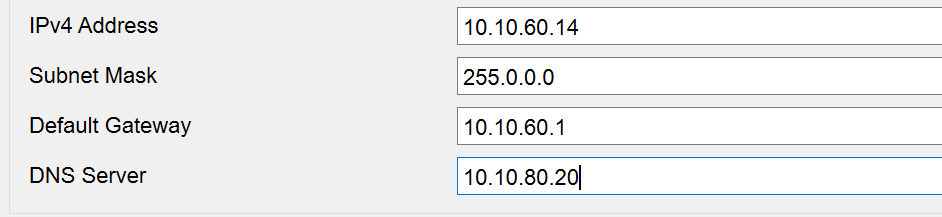 IPv4 Address 10.10.60.14
Subnet Mask 255.0.0.0
Default Gateway 10.10.60.1
DNS Server 10.10.80.20